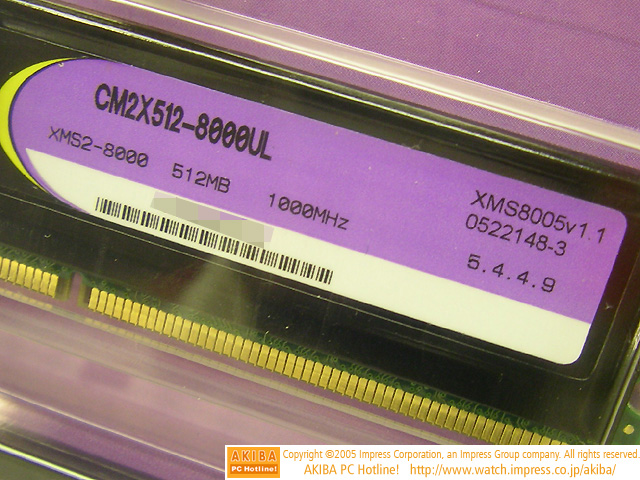 CM2X512-8000UL
XMS2-8000 512MB 1000MHz
XMS8005v1.1
0522148-3
5.4.4.9
AKIBA
PC Hotline!
Copyright ©2005 Impress Corporation, an Impress Group company. All rights reserved.
AKIBA PC Hotline! http://www.watch.impress.co.jp/akiba/